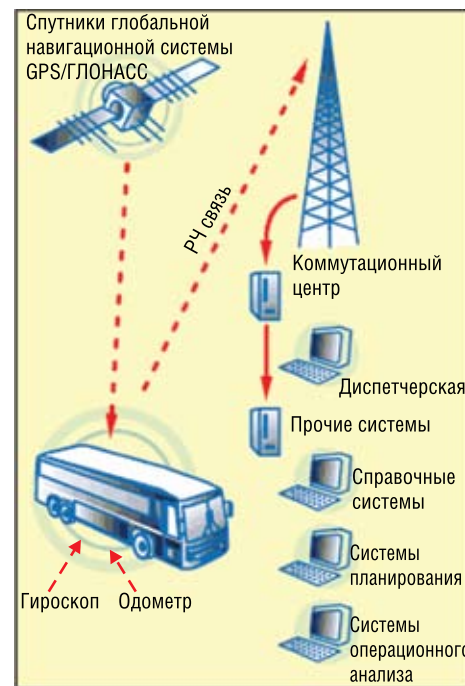 Спутники глобальной
навигационной системы
GPS/ГЛОНАСС
РЧ связь
Коммутационный
центр
Диспетчерская
Прочие системы
Справочные
системы
Системы
планирования
Системы
операционного
анализа
Гироскоп
Одометр